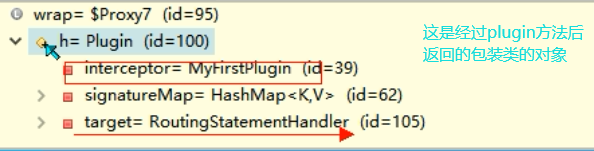 wrap= $Proxy7 (id=95)
h= Plugin (id=100)
interceptor= MyFirstPlugin (id=39)
signatureMap= HashMap<K,V> (id=62)
target= RoutingStatementHandler (id=105)
这是经过plugin方法后
返回的包装类的对象